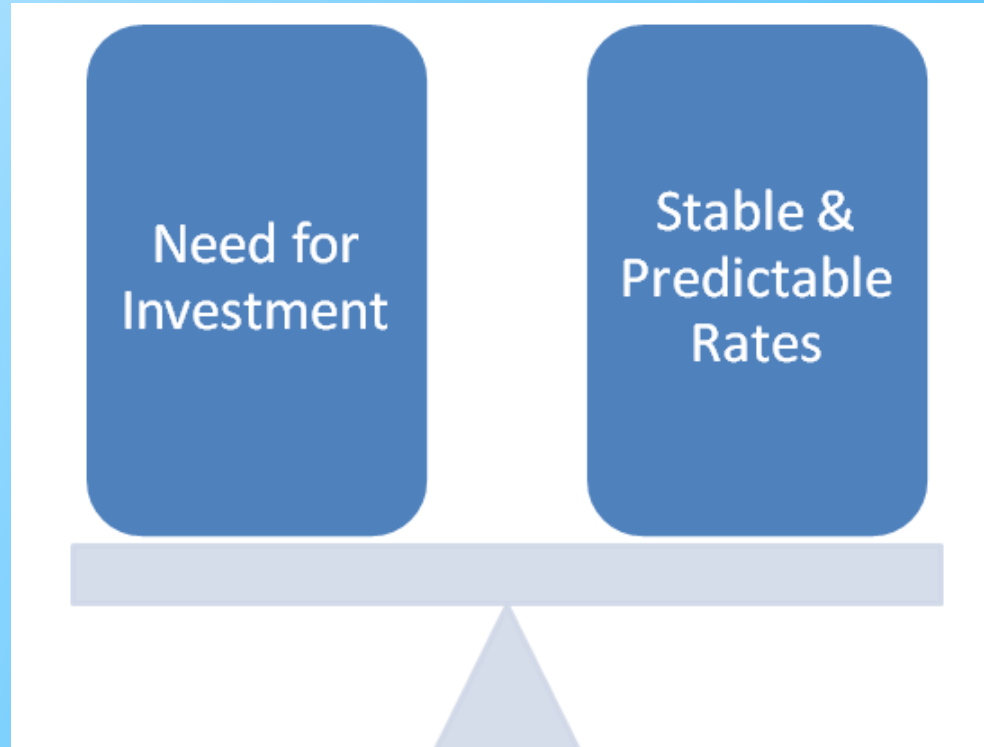 Need for
Investment
Stable &
Predictable
Rates